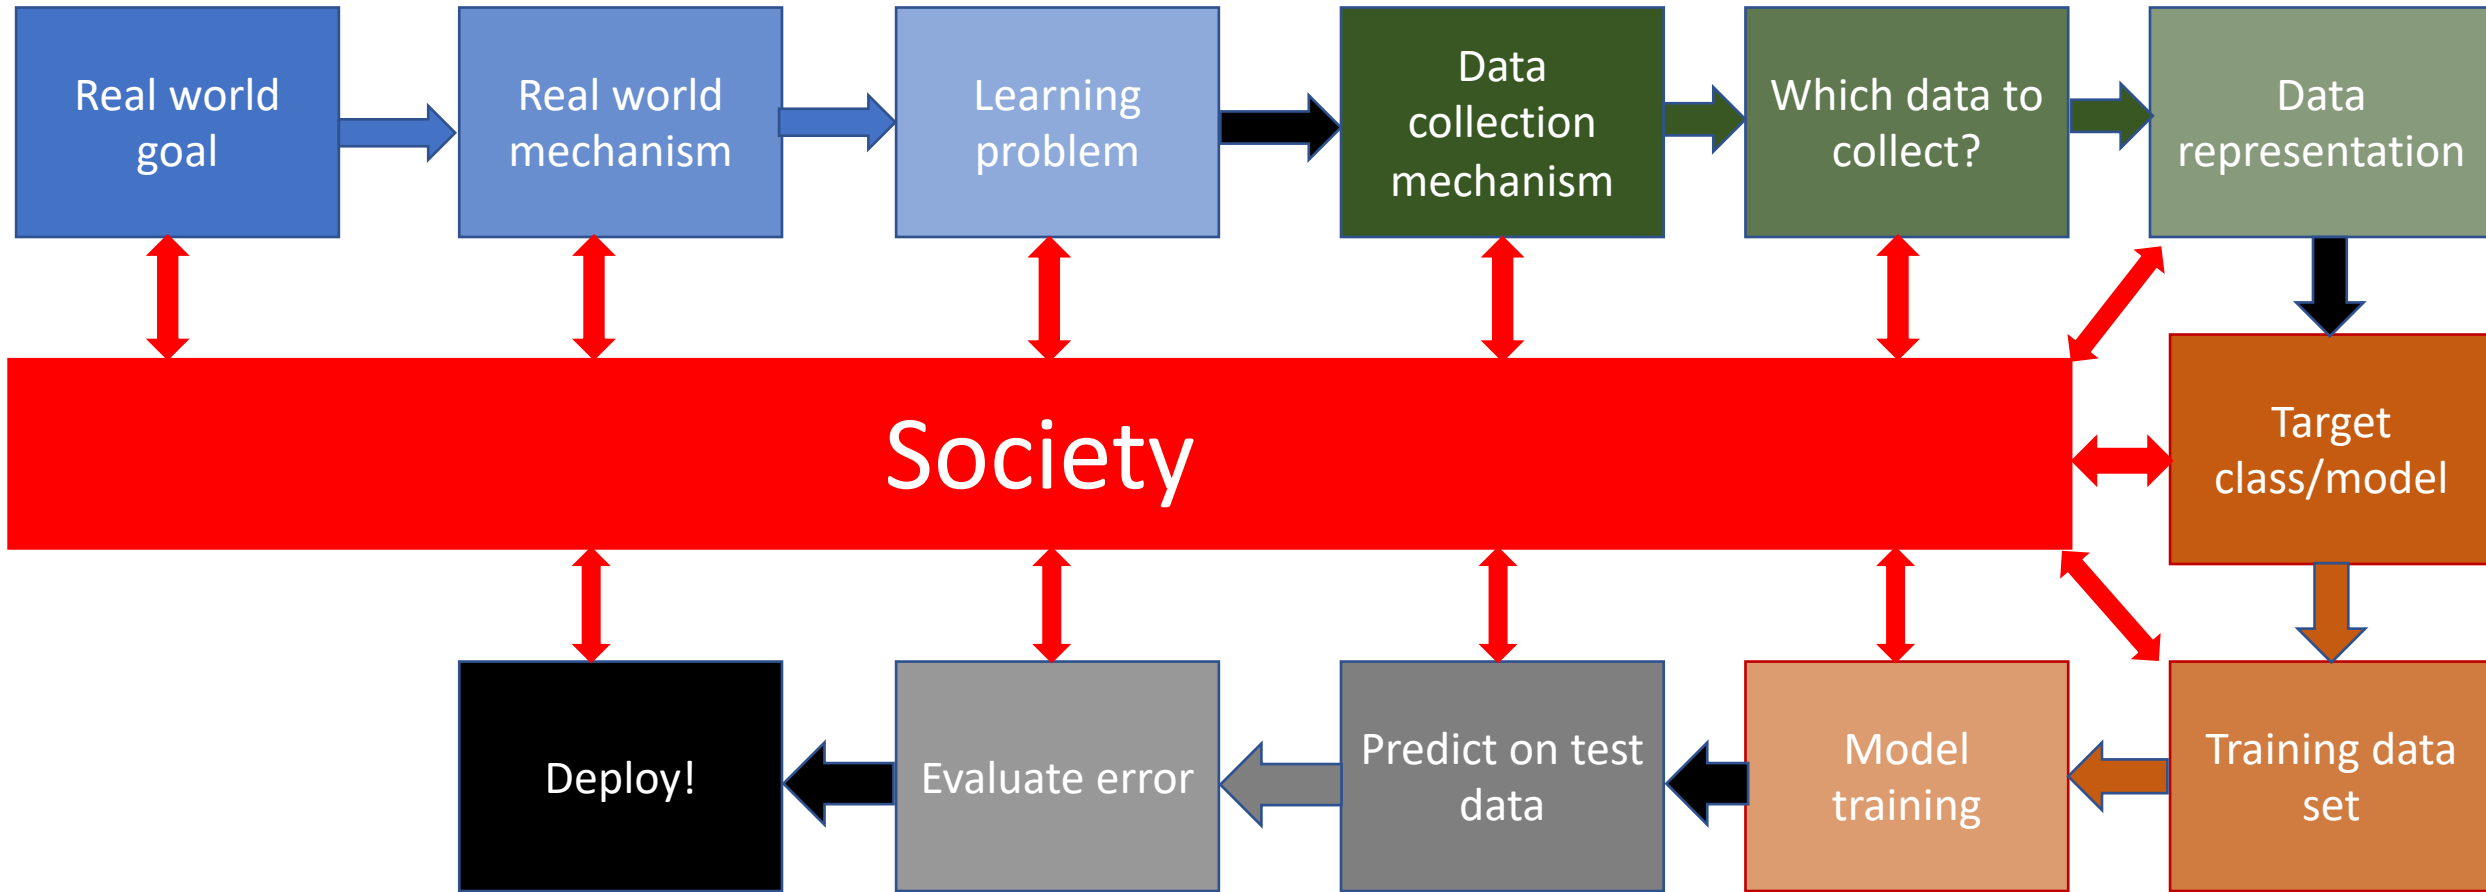 Real world
goal
Real world
mechanism
Learning
problem
Data
collection
mechanism
Which data to
collect?
Data
representation
Society
Target
class/model
Deploy!
Evaluate error
Predict on test
data
Model
training
Training data
set